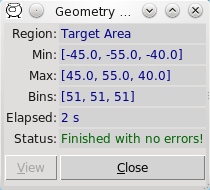 Geometry ...
Region: Target Area
Min: [-45.0, -55.0, -40.0]
Max: [45.0, 55.0, 40.0]
Bins: [51, 51, 51]
Elapsed: 2 s
Status: Finished with no errors!
View Close